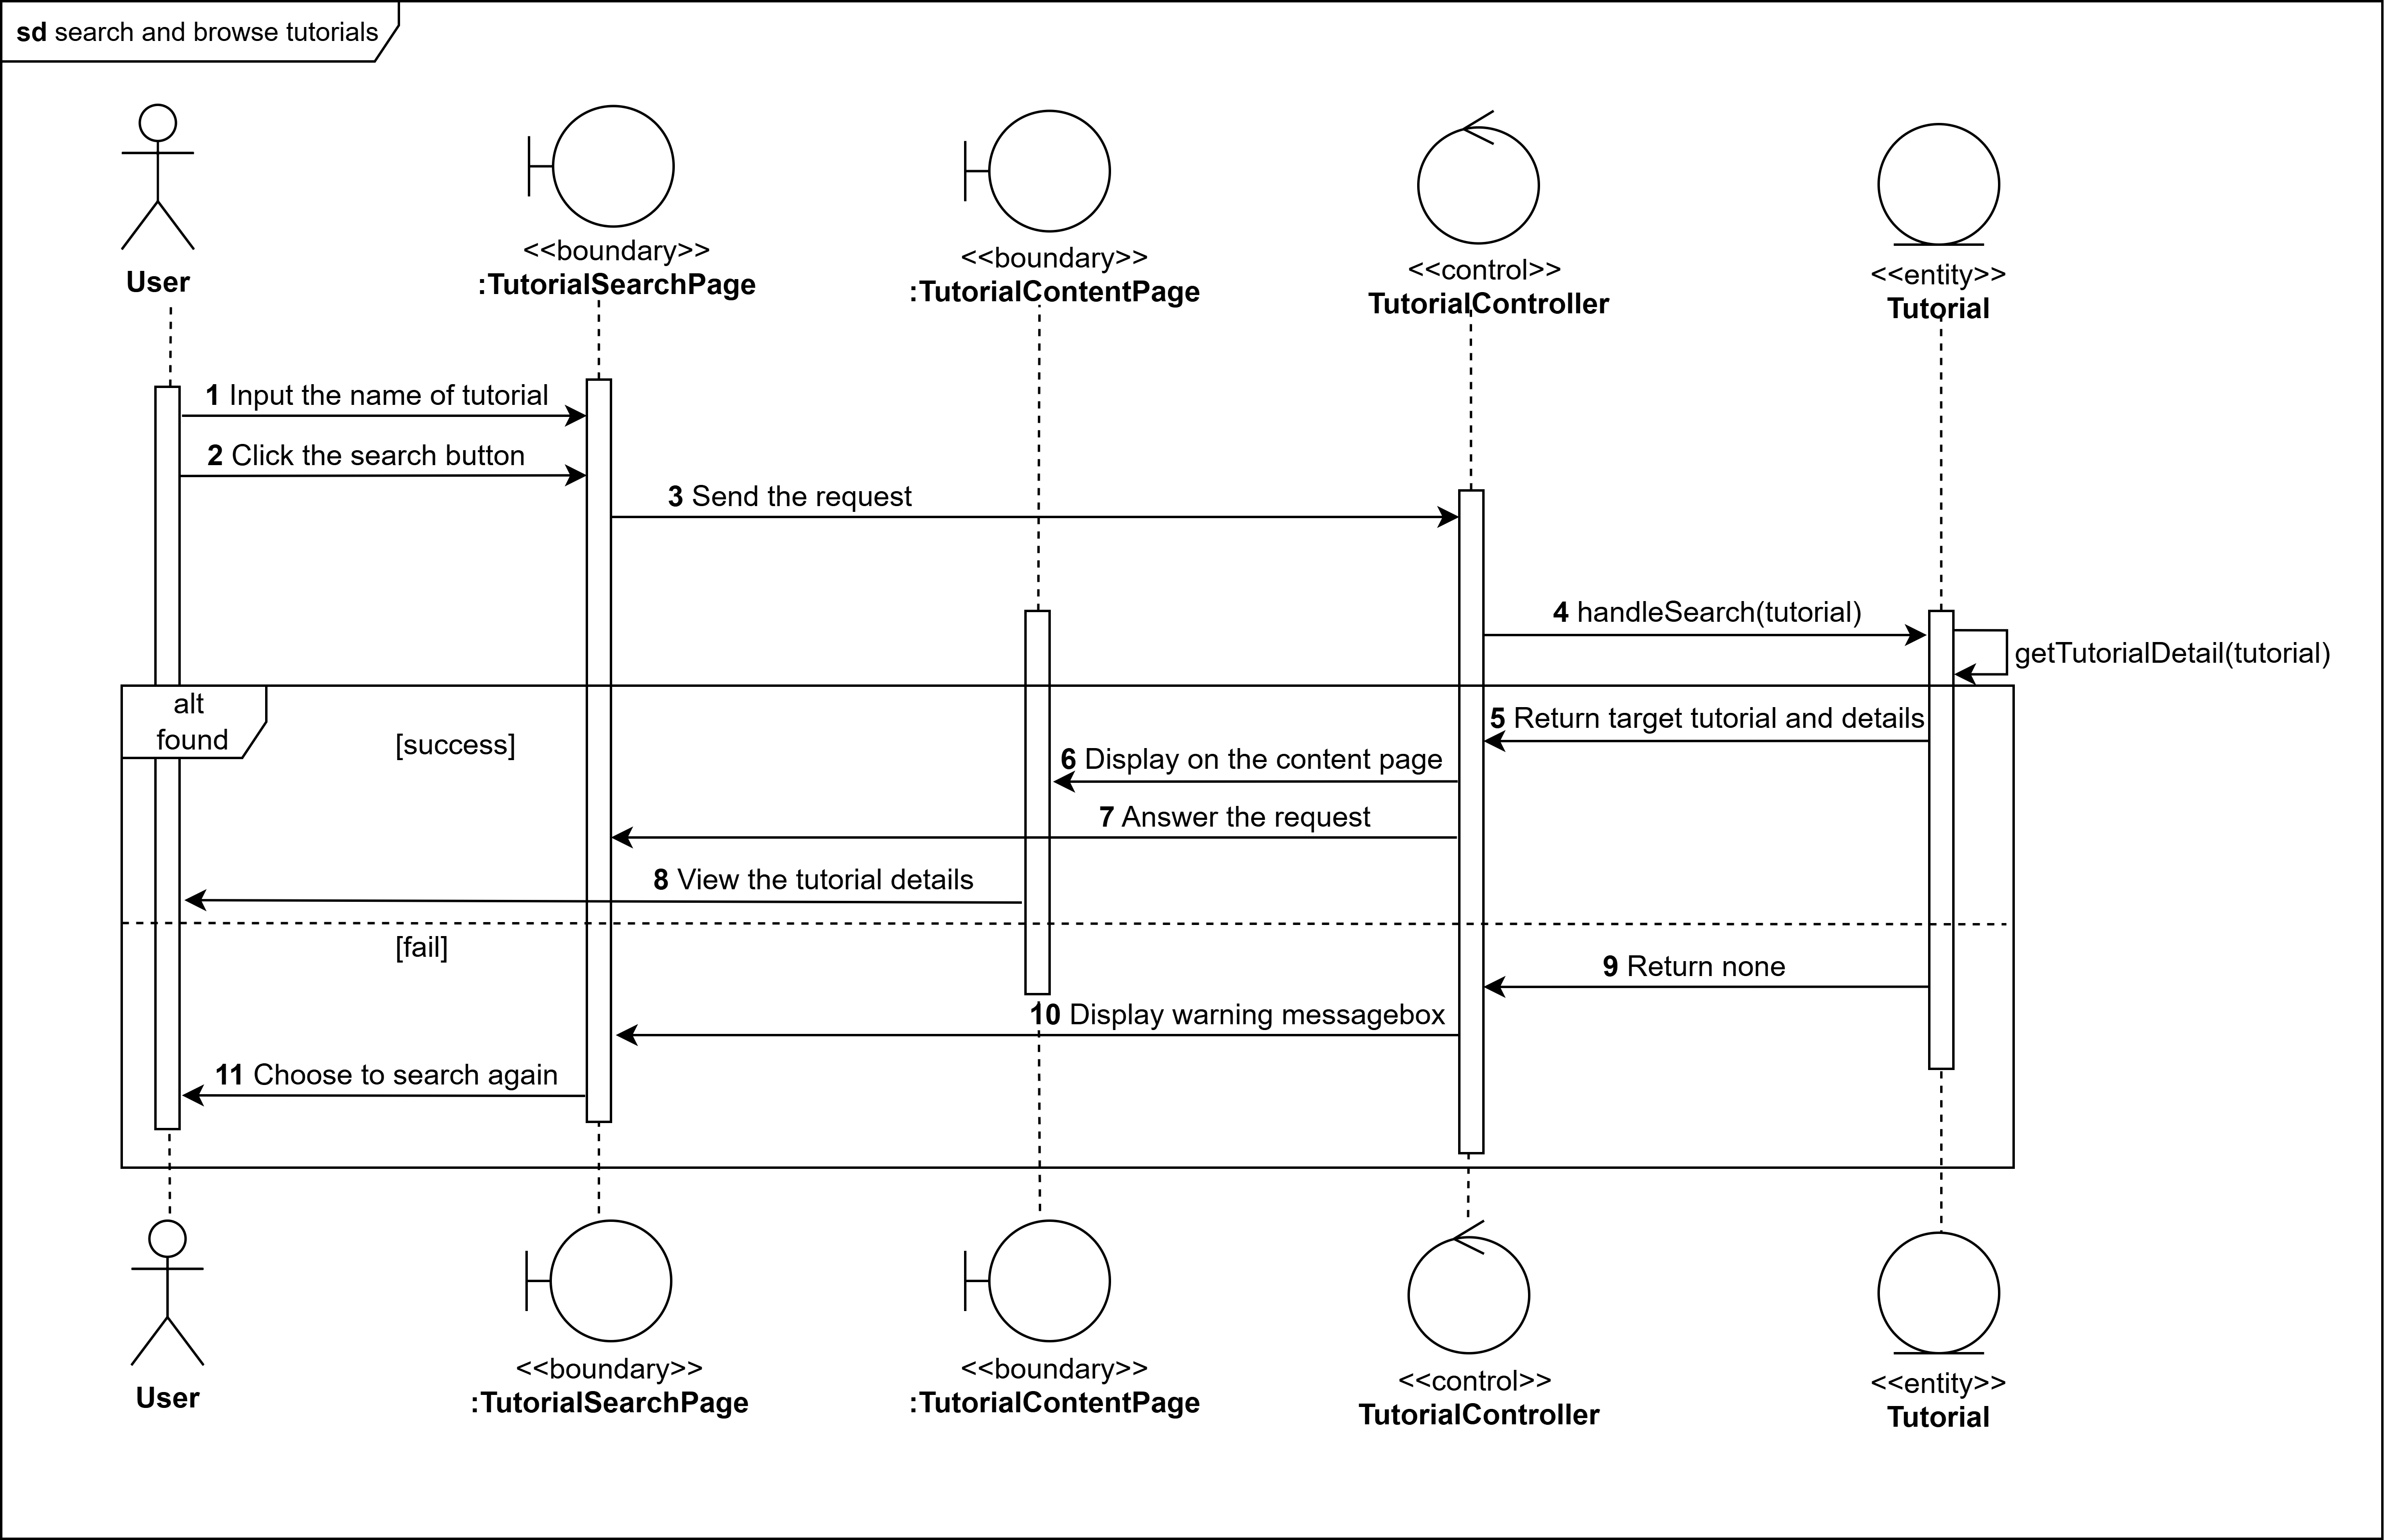 sd search and browse tutorials
User
<<boundary>>
:TutorialSearchPage
<<boundary>>
:TutorialContentPage
<<control>>
TutorialController
<<entity>>
Tutorial
1 Input the name of tutorial
2 Click the search button
3 Send the request
4 handleSearch(tutorial)
getTutorialDetail(tutorial)
alt
found
[success]
5 Return target tutorial and details
6 Display on the content page
7 Answer the request
8 View the tutorial details
[fail]
9 Return none
10 Display warning messagebox
11 Choose to search again
User
<<boundary>>
:TutorialSearchPage
<<boundary>>
:TutorialContentPage
<<control>>
TutorialController
<<entity>>
Tutorial